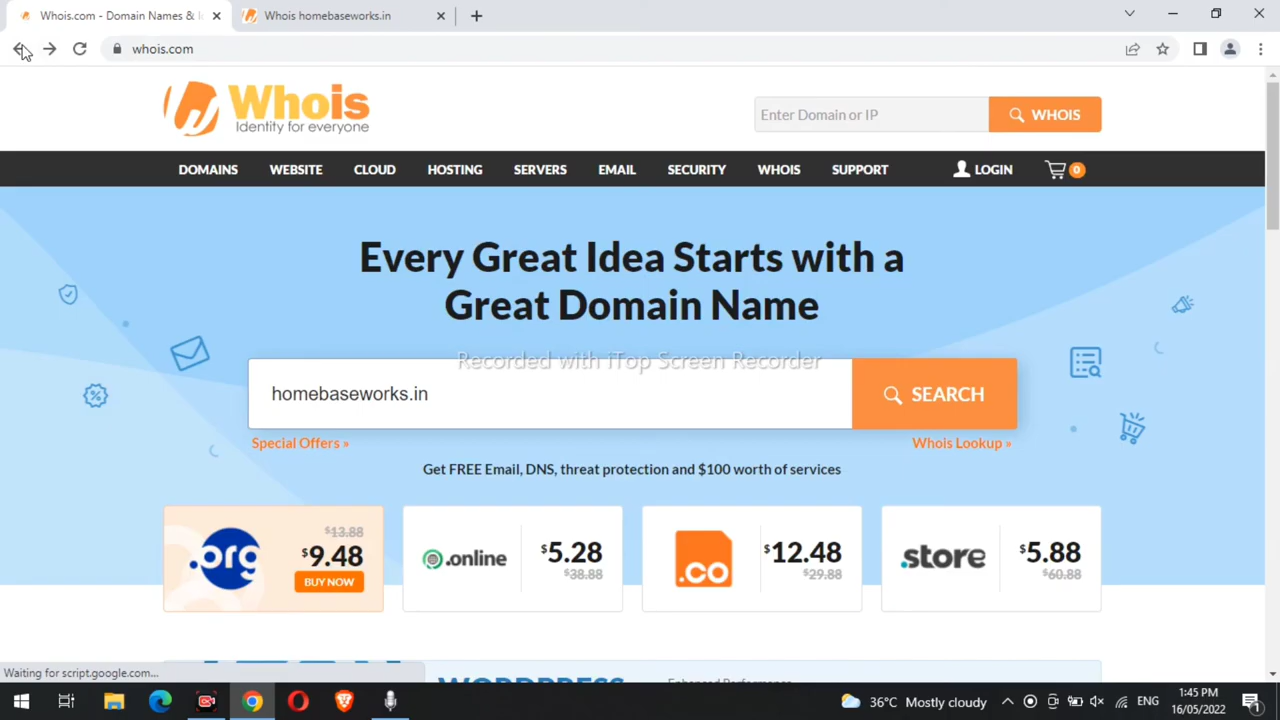 Whois.com - Domain Names & I
Whois homebaseworks.in
whois.com
Whois
Identity for everyone
Enter Domain or IP
WHOIS
DOMAINS WEBSITE CLOUD HOSTING SERVERS EMAIL SECURITY WHOIS SUPPORT LOGIN 0
Every Great Idea Starts with a
Great Domain Name
Recorded with iTop Screen Recorder
homebaseworks.in
SEARCH
Special Offers »
Whois Lookup »
Get FREE Email, DNS, threat protection and $100 worth of services
.org
$13.88
$9.48
BUY NOW
.online
$5.28
$38.88
.co
$12.48
$29.88
.store
$5.88
$60.88
WORDPRESS
Enhanced Performance
Waiting for script.google.com...
36°C Mostly cloudy
ENG
1:45 PM
16/05/2022
1